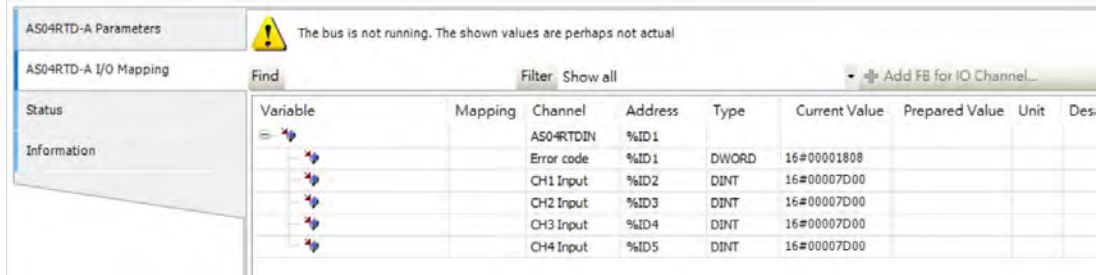 AS04RTD-A Parameters
The bus is not running. The shown values are perhaps not actual
AS04RTD-A I/O Mapping
Find Filter Show all Add FB for IO Channel...
Status
Information
Variable Mapping Channel Address Type Current Value Prepared Value Unit Des
AS04RTDIN %ID1
Error code %ID1 DWORD 16#00001808
CH1 Input %ID2 DINT 16#00007D00
CH2 Input %ID3 DINT 16#00007D00
CH3 Input %ID4 DINT 16#00007D00
CH4 Input %ID5 DINT 16#00007D00